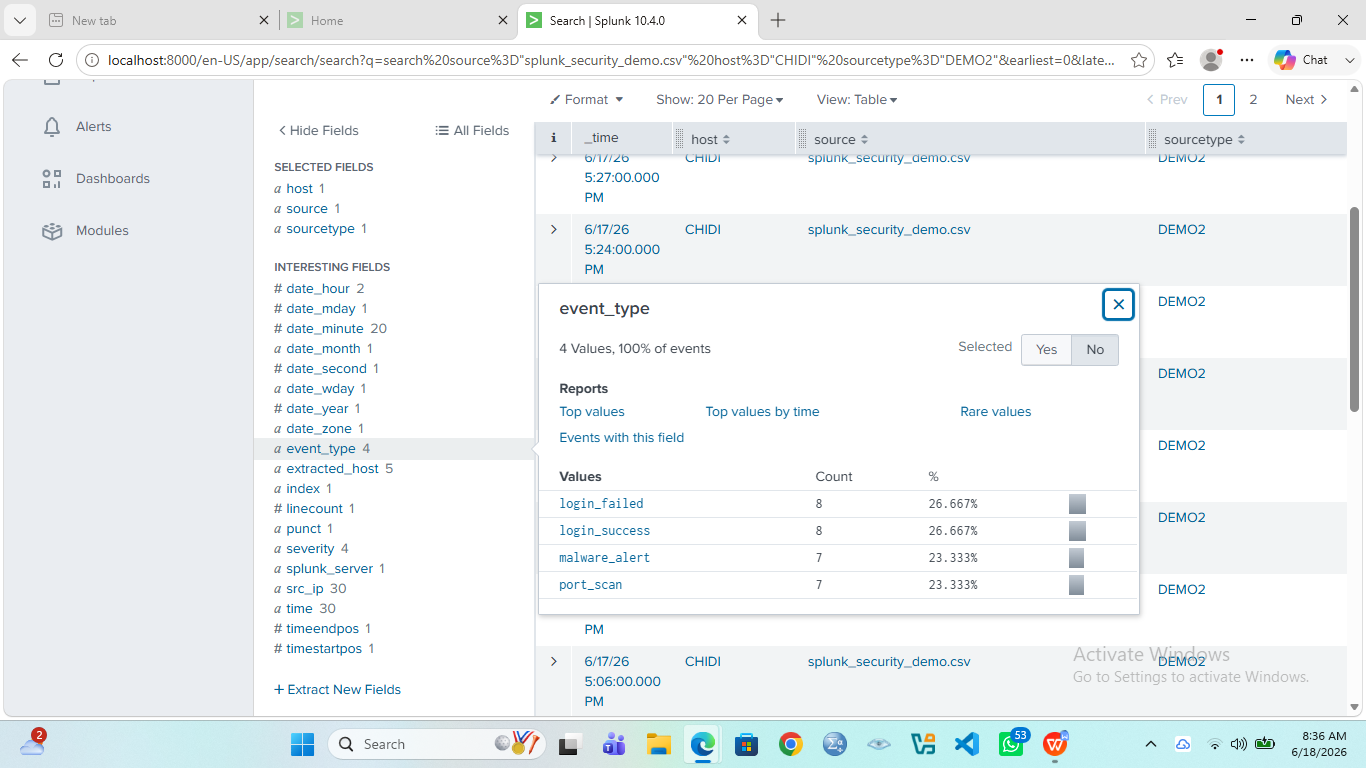 New tab
Home
Search | Splunk 10.4.0
localhost:8000/en-US/app/search/search?q=search%20source%3D"splunk_security_demo.csv"%20host%3D"CHIDI"%20sourcetype%3D"DEMO2"&earliest=0&late...
Chat
Alerts
Dashboards
Modules
Hide Fields
All Fields
SELECTED FIELDS
a host 1
a source 1
a sourcetype 1
INTERESTING FIELDS
# date_hour 2
# date_mday 1
# date_minute 20
a date_month 1
# date_second 1
a date_wday 1
# date_year 1
a date_zone 1
a event_type 4
a extracted_host 5
a index 1
# linecount 1
a punct 1
a severity 4
a splunk_server 1
a src_ip 30
a time 30
# timeendpos 1
# timestartpos 1
+ Extract New Fields
Format Show: 20 Per Page View: Table
< Prev 1 2 Next >
i _time host source sourcetype
6/17/26 CHIDI splunk_security_demo.csv DEMO2
5:27:00.000
PM
6/17/26 CHIDI splunk_security_demo.csv DEMO2
5:24:00.000
PM
DEMO2
DEMO2
DEMO2
DEMO2
DEMO2
event_type
4 Values, 100% of events
Selected Yes No
Reports
Top values Top values by time Rare values
Events with this field
Values Count %
login_failed 8 26.667%
login_success 8 26.667%
malware_alert 7 23.333%
port_scan 7 23.333%
PM
6/17/26 CHIDI splunk_security_demo.csv DEMO2
5:06:00.000
PM
Activate Windows
Go to Settings to activate Windows.
2
Search
53
8:36 AM
6/18/2026